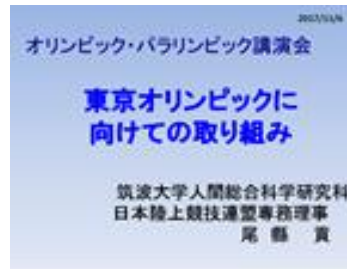 2017/11/6
オリンピック・パラリンピック講演会
東京オリンピックに
向けての取り組み
筑波大学人間総合科学研究科
日本陸上競技連盟専務理事
尾 縣 貢